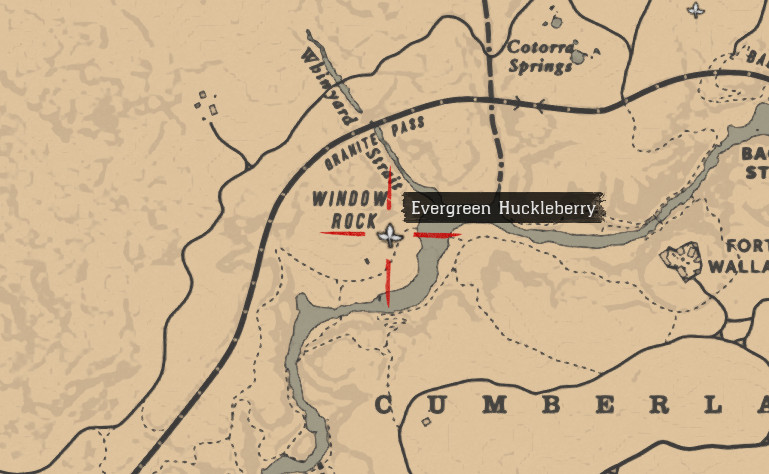 Cotorra
Springs
Whinyard
Strait
GRANITE PASS
WINDOW
ROCK
Evergreen Huckleberry
FORT
WALLA
CUMBERLA